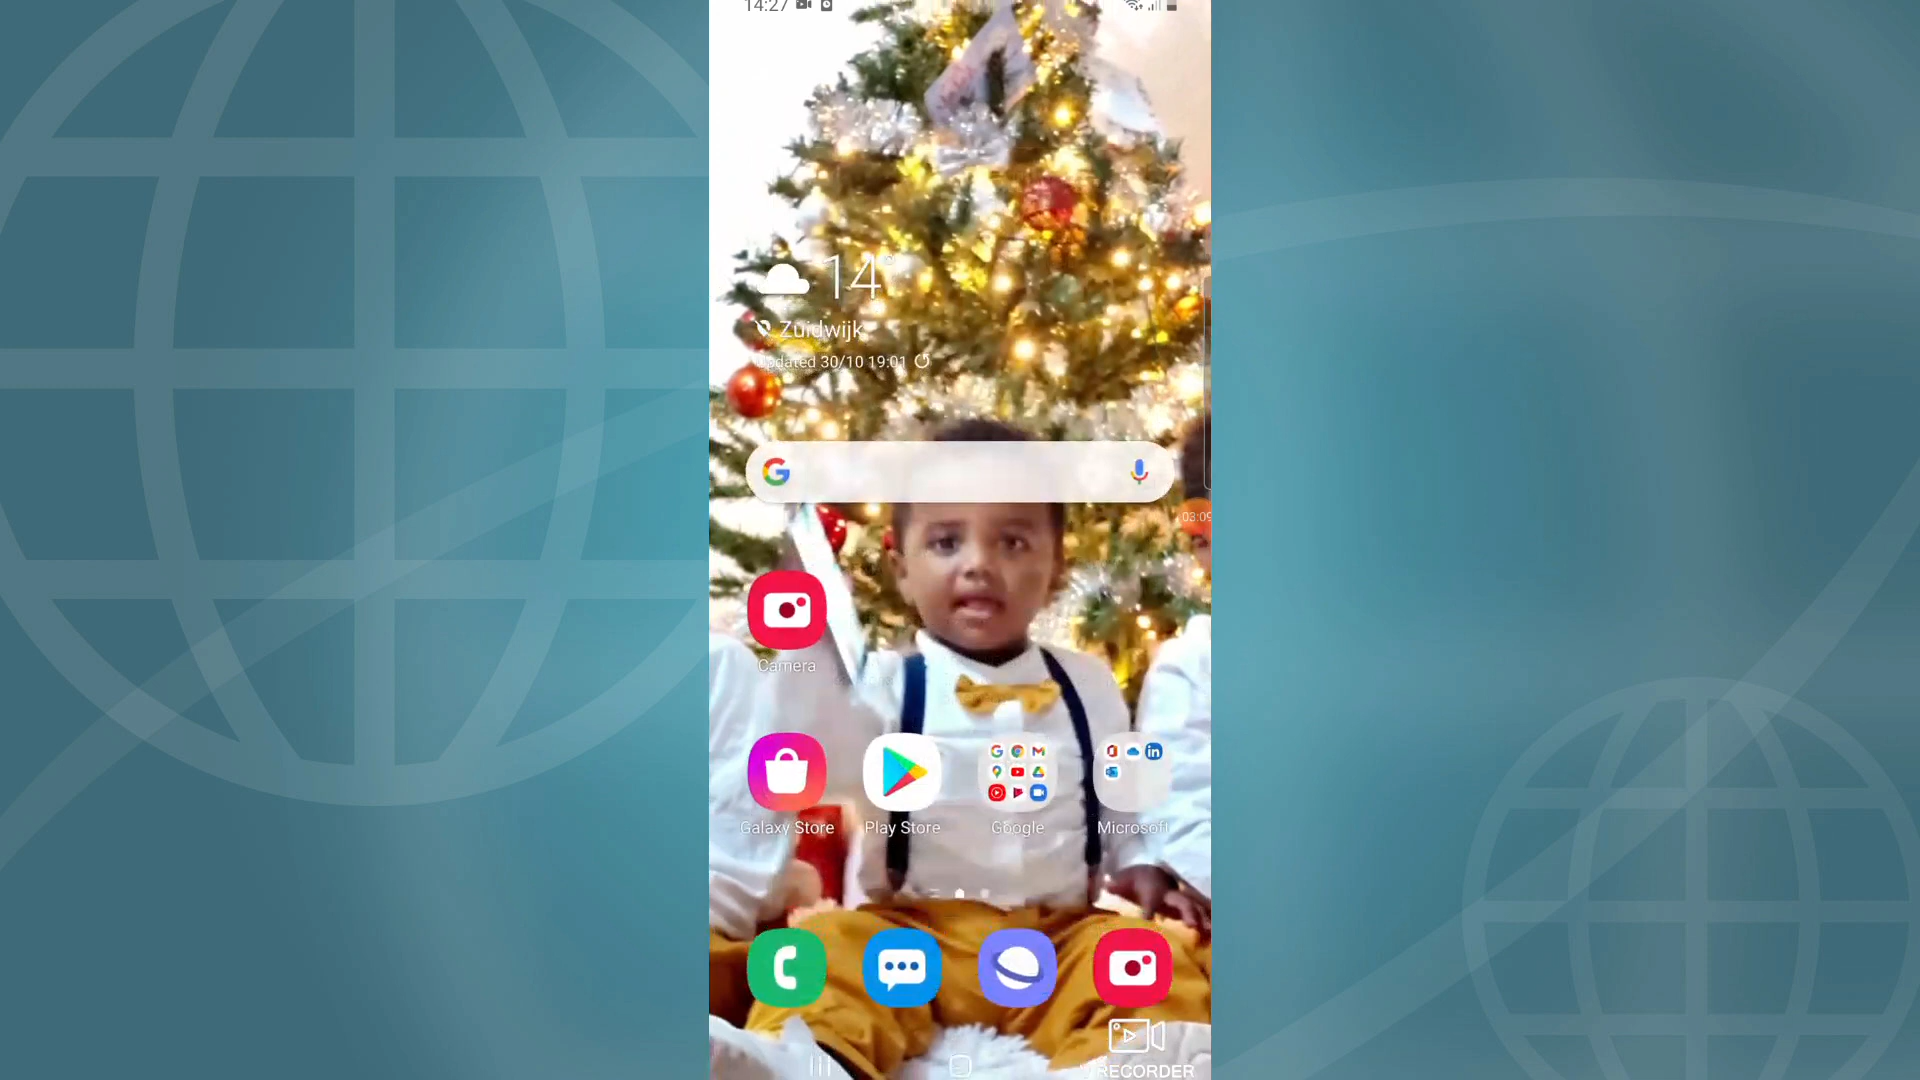 14:27
14°
Zuidwijk
Updated 30/10 19:01
03:09
Camera
Galaxy Store
Play Store
Google
Microsoft
RECORDER